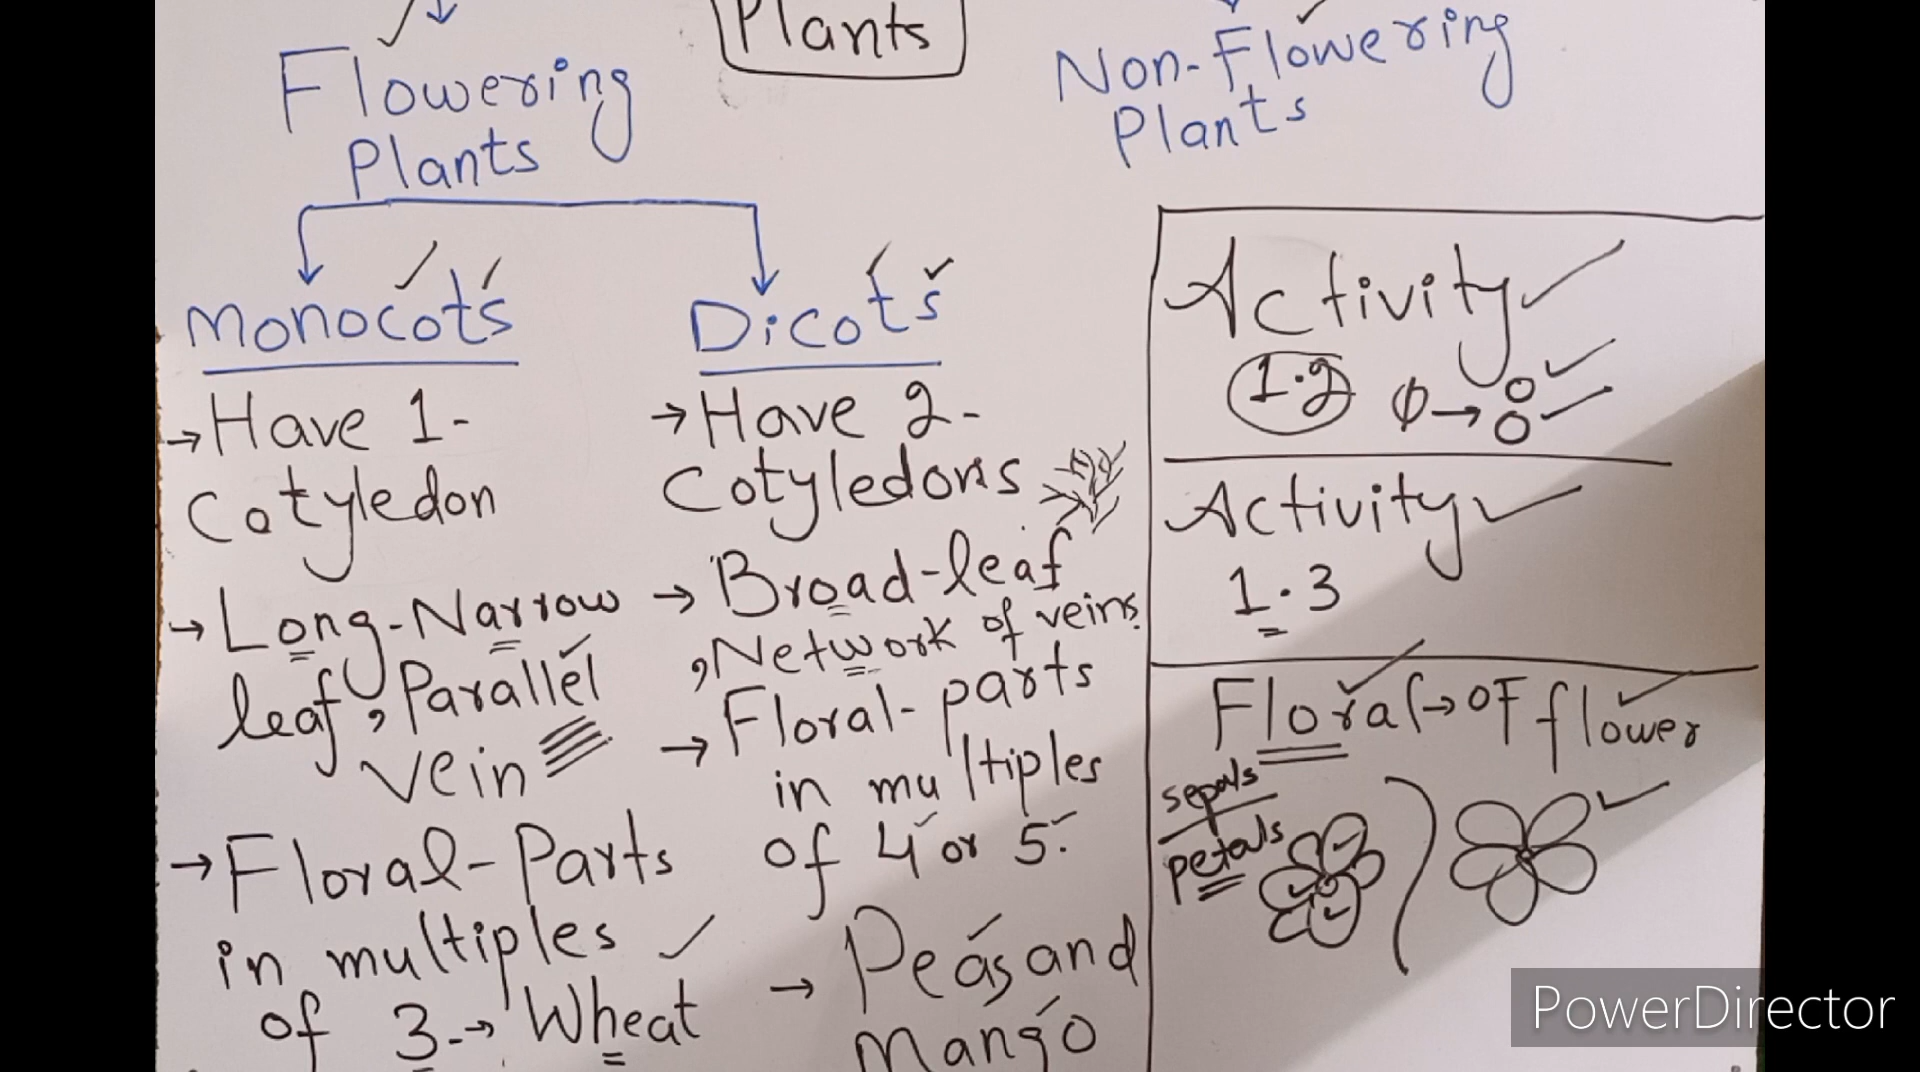 Plants
Flowering
Plants
Non-Flowering
Plants
Monocots
→Have 1-
Cotyledon
→Long-Narrow
leaf, Parallel
vein
→Floral-Parts
in multiples
of 3.→Wheat
Dicots
→Have 2-
Cotyledons
→Broad-leaf
,Network of veins.
→Floral-parts
in multiples
of 4 or 5.
→Peas and
Mango
Activity
1.2
Activity
1.3
Floral→oF flower
sepals
petals
PowerDirector